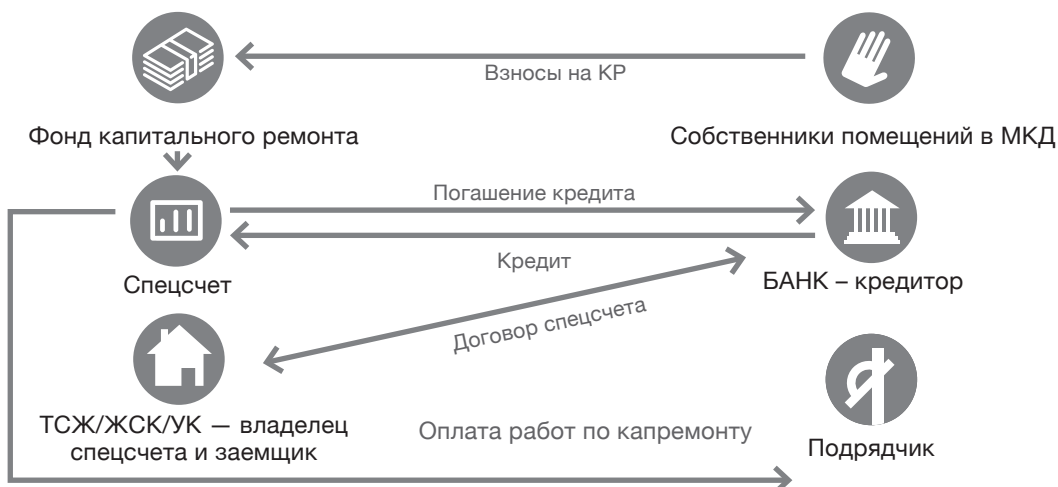 Взносы на КР
Фонд капитального ремонта
Собственники помещений в МКД
Погашение кредита
Кредит
Спецсчет
БАНК – кредитор
Договор спецсчета
ТСЖ/ЖСК/УК — владелец
спецсчета и заемщик
Оплата работ по капремонту
Подрядчик